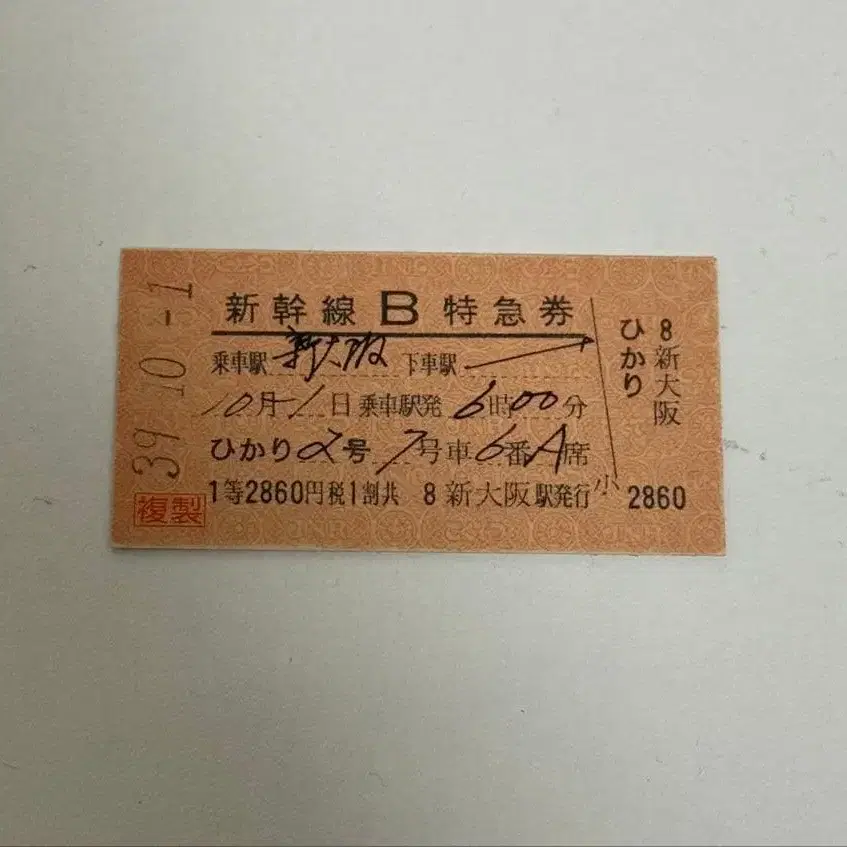 39.10.-1
新幹線 B 特急券
乗車駅 新大阪 下車駅
10月 1日 乗車駅発 6時00分
ひかり 2号 7号車 6番 A席
1等2860円税1割共 8 新大阪駅発行
小
複製
8 新大阪
ひかり
2860